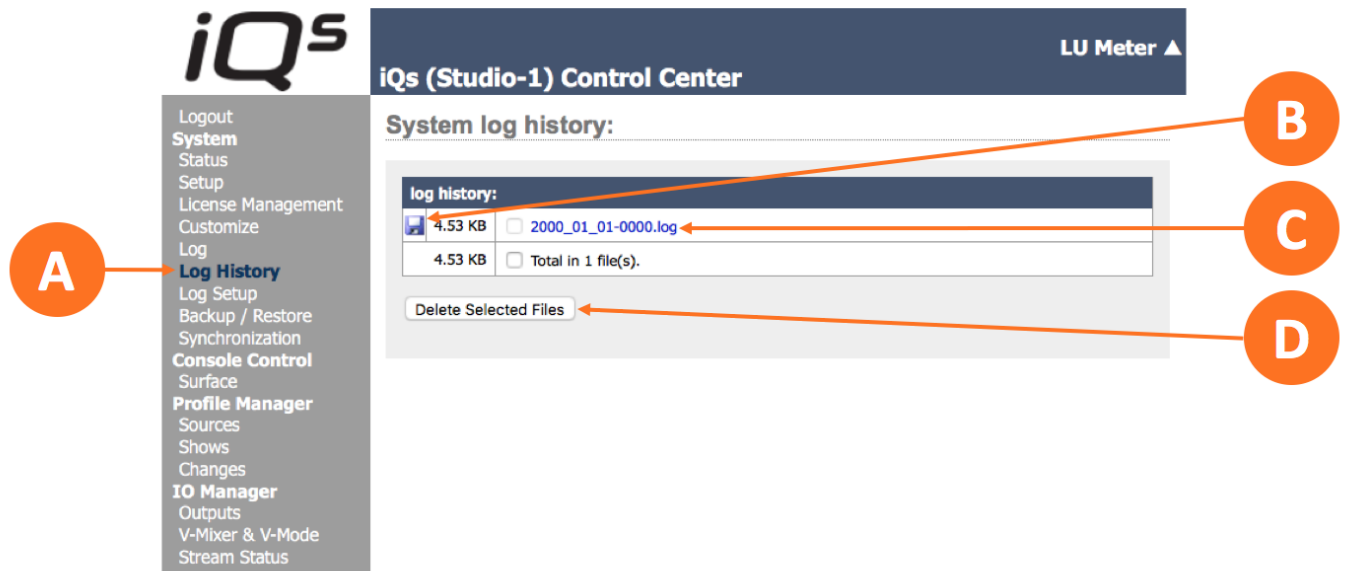 iQs
LU Meter ▲
iQs (Studio-1) Control Center
Logout
System
Status
Setup
License Management
Customize
Log
Log History
Log Setup
Backup / Restore
Synchronization
Console Control
Surface
Profile Manager
Sources
Shows
Changes
IO Manager
Outputs
V-Mixer & V-Mode
Stream Status
System log history:
log history:
4.53 KB 2000_01_01-0000.log
4.53 KB Total in 1 file(s).
Delete Selected Files
A
B
C
D